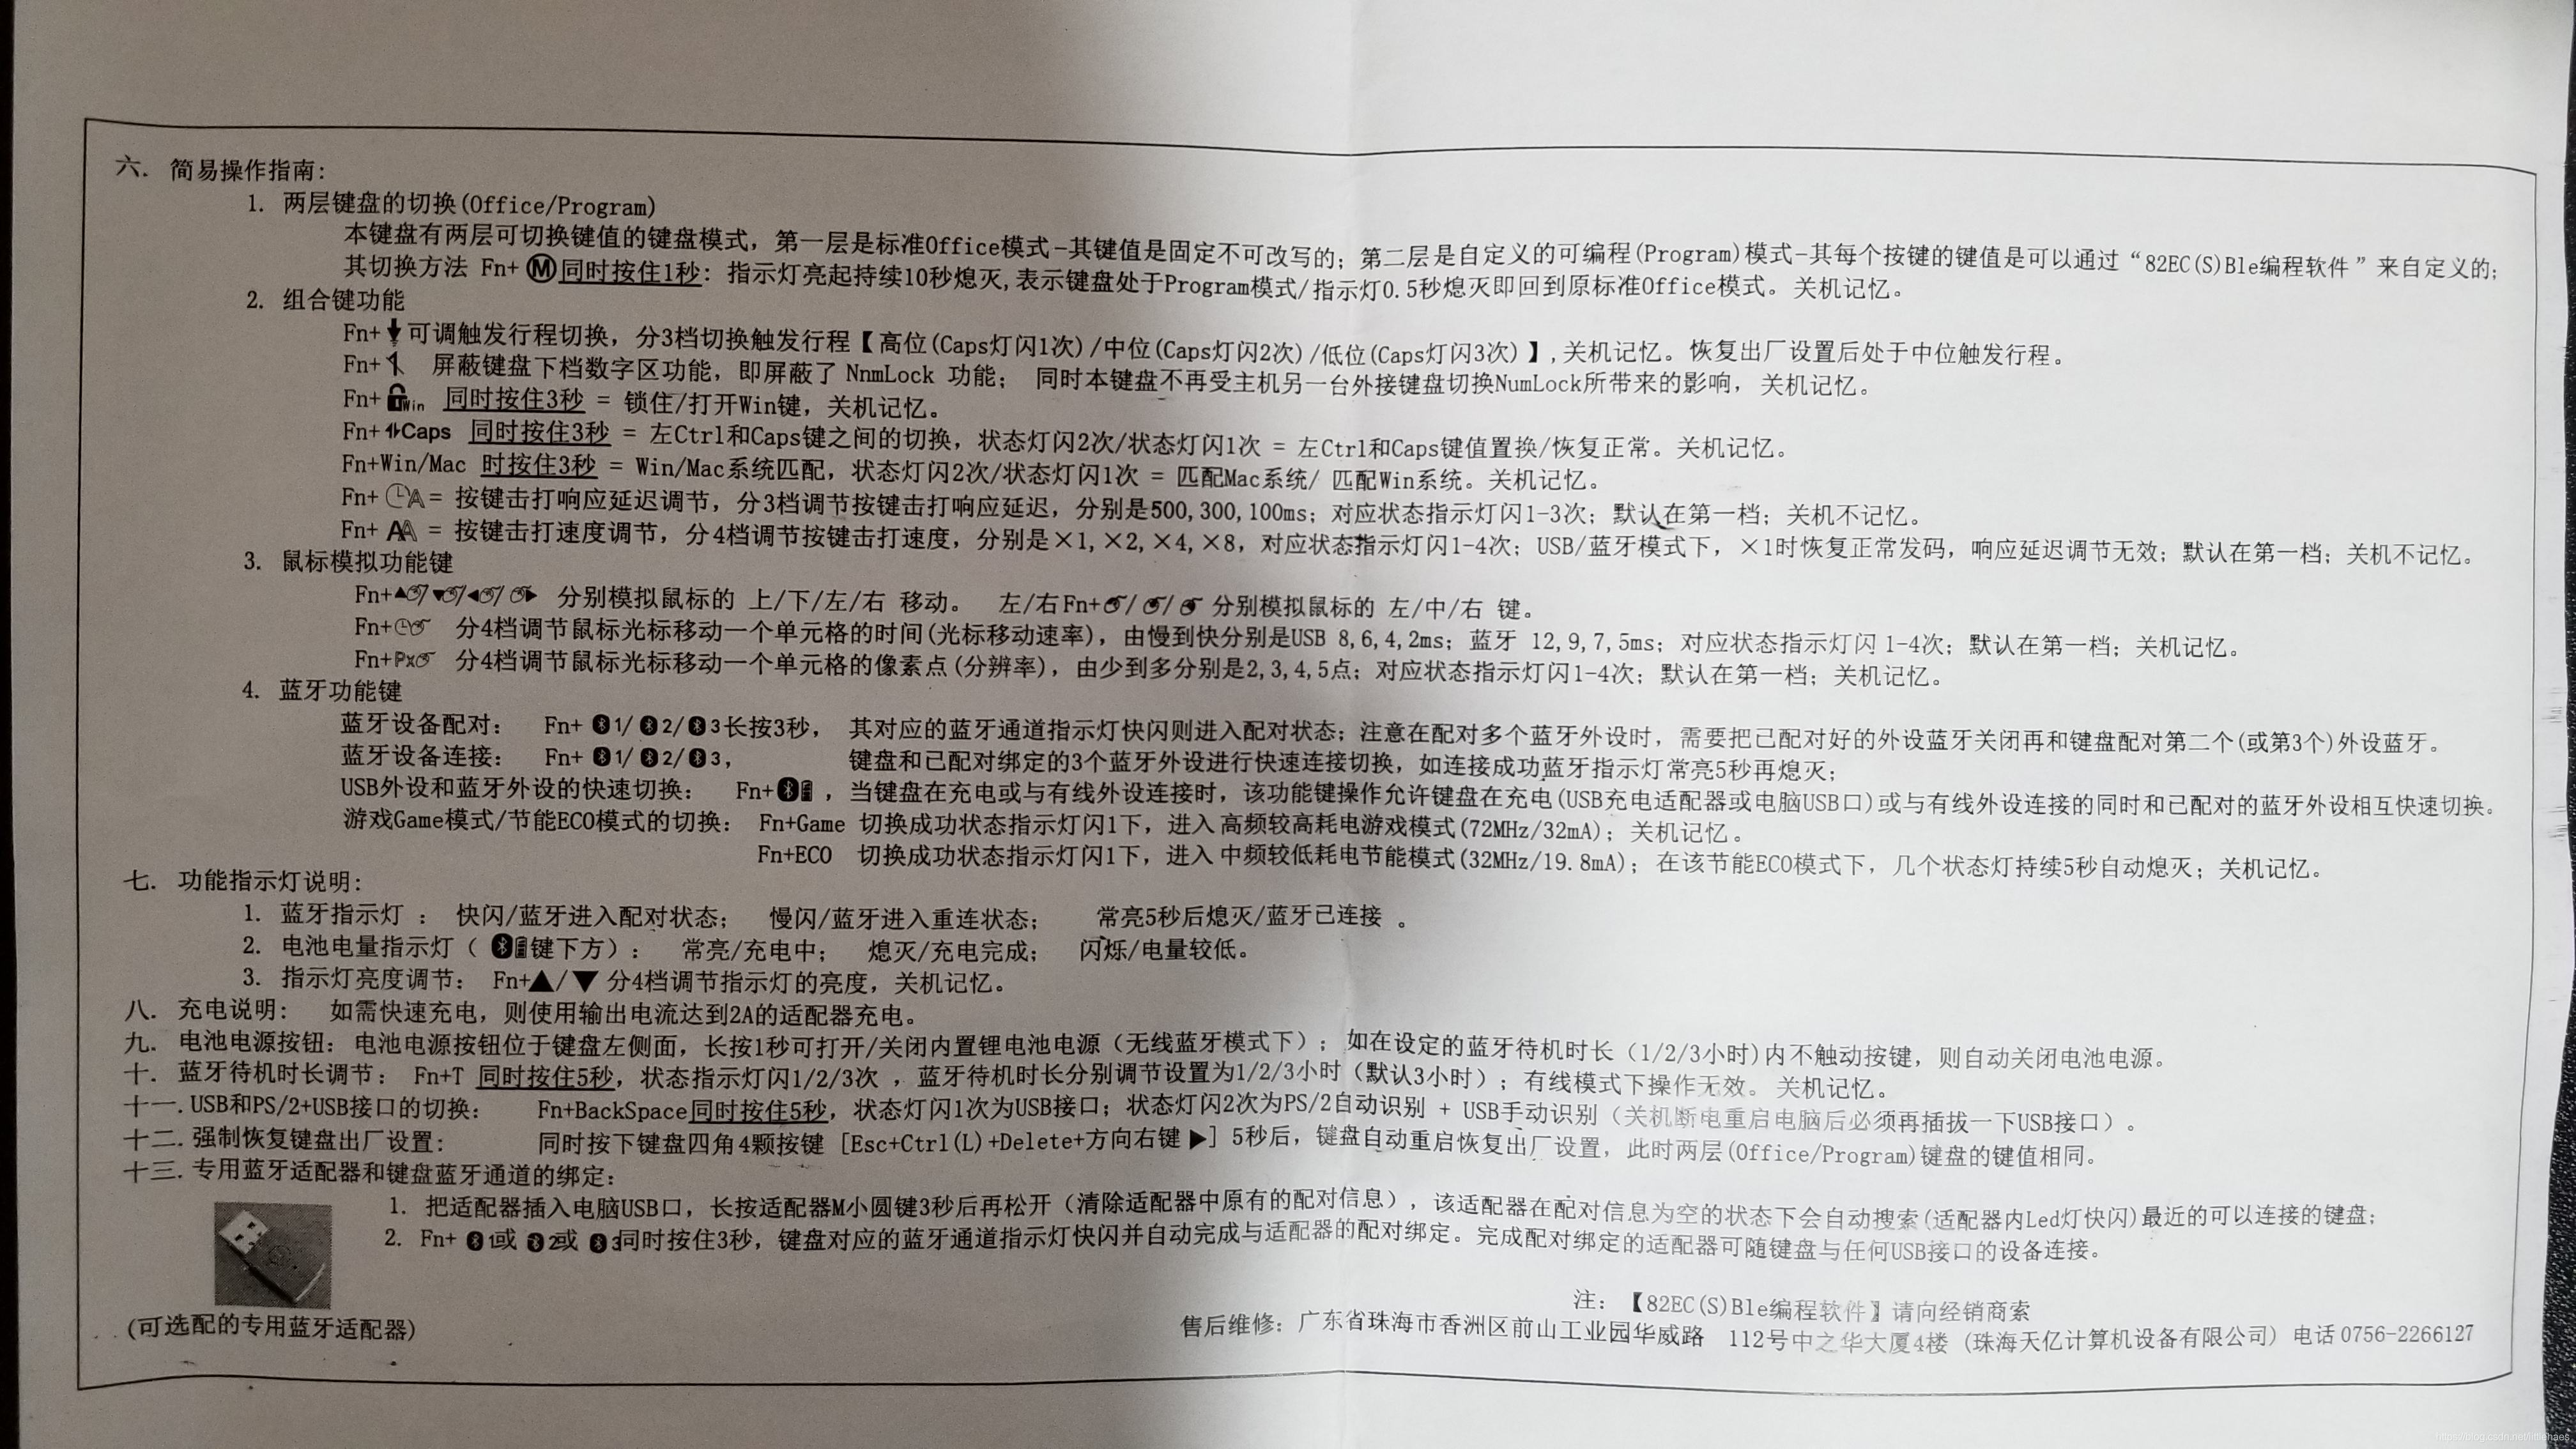 六. 简易操作指南:
1. 两层键盘的切换(Office/Program)
本键盘有两层可切换键值的键盘模式, 第一层是标准Office模式-其键值是固定不可改写的; 第二层是自定义的可编程(Program)模式-其每个按键的键值是可以通过“82EC(S)Ble编程软件”来自定义的;
其切换方法 Fn+ Ⓜ同时按住1秒: 指示灯亮起持续10秒熄灭,表示键盘处于Program模式/指示灯0.5秒熄灭即回到原标准Office模式。关机记忆。
2. 组合键功能
Fn+ 可调触发行程切换, 分3档切换触发行程【高位(Caps灯闪1次)/中位(Caps灯闪2次)/低位(Caps灯闪3次)】,关机记忆。恢复出厂设置后处于中位触发行程。
Fn+ 屏蔽键盘下档数字区功能, 即屏蔽了 NnmLock 功能; 同时本键盘不再受主机另一台外接键盘切换NumLock所带来的影响, 关机记忆。
Fn+ Win 同时按住3秒 = 锁住/打开Win键, 关机记忆。
Fn+ Caps 同时按住3秒 = 左Ctrl和Caps键之间的切换, 状态灯闪2次/状态灯闪1次 = 左Ctrl和Caps键值置换/恢复正常。关机记忆。
Fn+Win/Mac 时按住3秒 = Win/Mac系统匹配, 状态灯闪2次/状态灯闪1次 = 匹配Mac系统/ 匹配Win系统。关机记忆。
Fn+ A = 按键击打响应延迟调节, 分3档调节按键击打响应延迟, 分别是500,300,100ms; 对应状态指示灯闪1-3次; 默认在第一档; 关机不记忆。
Fn+ AA = 按键击打速度调节, 分4档调节按键击打速度, 分别是×1,×2,×4,×8, 对应状态指示灯闪1-4次; USB/蓝牙模式下, ×1时恢复正常发码, 响应延迟调节无效; 默认在第一档; 关机不记忆。
3. 鼠标模拟功能键
Fn+▲/▼/◀/▶ 分别模拟鼠标的 上/下/左/右 移动。 左/右Fn+ / / 分别模拟鼠标的 左/中/右 键。
Fn+ 分4档调节鼠标光标移动一个单元格的时间(光标移动速率), 由慢到快分别是USB 8,6,4,2ms; 蓝牙 12,9,7,5ms; 对应状态指示灯闪 1-4次; 默认在第一档; 关机记忆。
Fn+Px 分4档调节鼠标光标移动一个单元格的像素点(分辨率), 由少到多分别是2,3,4,5点; 对应状态指示灯闪1-4次; 默认在第一档; 关机记忆。
4. 蓝牙功能键
蓝牙设备配对: Fn+ 1/ 2/ 3长按3秒, 其对应的蓝牙通道指示灯快闪则进入配对状态; 注意在配对多个蓝牙外设时, 需要把已配对好的外设蓝牙关闭再和键盘配对第二个(或第3个)外设蓝牙。
蓝牙设备连接: Fn+ 1/ 2/ 3, 键盘和已配对绑定的3个蓝牙外设进行快速连接切换, 如连接成功蓝牙指示灯常亮5秒再熄灭;
USB外设和蓝牙外设的快速切换: Fn+ , 当键盘在充电或与有线外设连接时, 该功能键操作允许键盘在充电(USB充电适配器或电脑USB口)或与有线外设连接的同时和已配对的蓝牙外设相互快速切换。
游戏Game模式/节能ECO模式的切换: Fn+Game 切换成功状态指示灯闪1下, 进入高频较高耗电游戏模式(72MHz/32mA); 关机记忆。
Fn+ECO 切换成功状态指示灯闪1下, 进入中频较低耗电节能模式(32MHz/19.8mA); 在该节能ECO模式下, 几个状态灯持续5秒自动熄灭; 关机记忆。
七. 功能指示灯说明:
1. 蓝牙指示灯 : 快闪/蓝牙进入配对状态; 慢闪/蓝牙进入重连状态; 常亮5秒后熄灭/蓝牙已连接 。
2. 电池电量指示灯 ( 键下方): 常亮/充电中; 熄灭/充电完成; 闪烁/电量较低。
3. 指示灯亮度调节: Fn+▲/▼ 分4档调节指示灯的亮度, 关机记忆。
八. 充电说明: 如需快速充电, 则使用输出电流达到2A的适配器充电。
九. 电池电源按钮: 电池电源按钮位于键盘左侧面, 长按1秒可打开/关闭内置锂电池电源 (无线蓝牙模式下); 如在设定的蓝牙待机时长 (1/2/3小时)内不触动按键, 则自动关闭电池电源。
十. 蓝牙待机时长调节: Fn+T 同时按住5秒, 状态指示灯闪1/2/3次 , 蓝牙待机时长分别调节设置为1/2/3小时 (默认3小时); 有线模式下操作无效。 关机记忆。
十一.USB和PS/2+USB接口的切换: Fn+BackSpace同时按住5秒, 状态灯闪1次为USB接口; 状态灯闪2次为PS/2自动识别 + USB手动识别 (关机断电重启电脑后必须再插拔一下USB接口)。
十二.强制恢复键盘出厂设置: 同时按下键盘四角4颗按键 [Esc+Ctrl(L)+Delete+方向右键▶] 5秒后, 键盘自动重启恢复出厂设置, 此时两层(Office/Program)键盘的键值相同。
十三.专用蓝牙适配器和键盘蓝牙通道的绑定:
1. 把适配器插入电脑USB口, 长按适配器M小圆键3秒后再松开 (清除适配器中原有的配对信息), 该适配器在配对信息为空的状态下会自动搜索(适配器内Led灯快闪)最近的可以连接的键盘;
2. Fn+ 1或 2或 3同时按住3秒, 键盘对应的蓝牙通道指示灯快闪并自动完成与适配器的配对绑定。完成配对绑定的适配器可随键盘与任何USB接口的设备连接。
(可选配的专用蓝牙适配器)
注: 【82EC(S)Ble编程软件】请向经销商索
售后维修: 广东省珠海市香洲区前山工业园华威路 112号中之华大厦4楼 (珠海天亿计算机设备有限公司) 电话0756-2266127